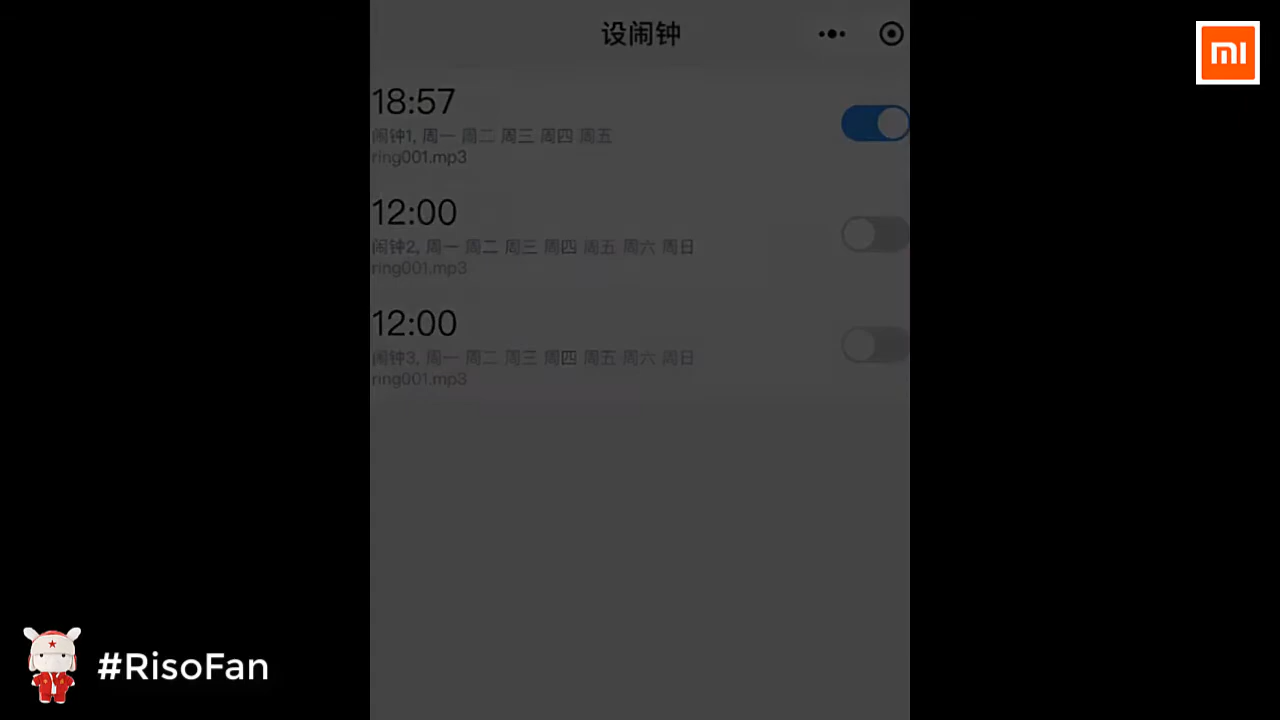 设闹钟
mi
18:57
闹钟1, 周一 周二 周三 周四 周五
ring001.mp3
12:00
闹钟2, 周一 周二 周三 周四 周五 周六 周日
ring001.mp3
12:00
闹钟3, 周一 周二 周三 周四 周五 周六 周日
ring001.mp3
#RisoFan